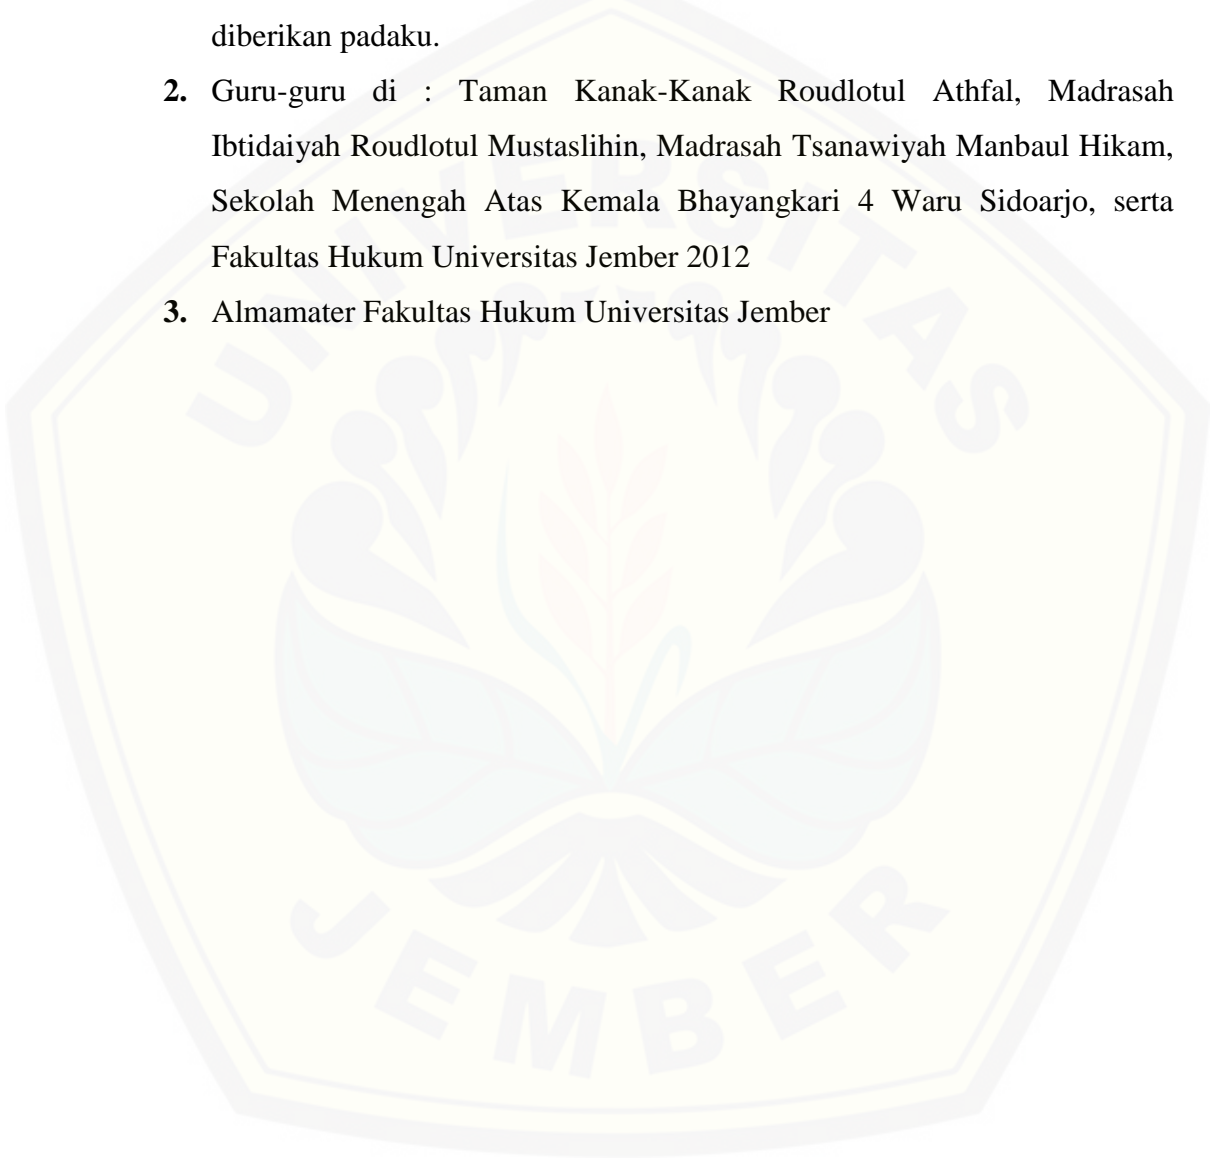 diberikan padaku.
2. Guru-guru di : Taman Kanak-Kanak Roudlotul Athfal, Madrasah
Ibtidaiyah Roudlotul Mustaslihin, Madrasah Tsanawiyah Manbaul Hikam,
Sekolah Menengah Atas Kemala Bhayangkari 4 Waru Sidoarjo, serta
Fakultas Hukum Universitas Jember 2012
3. Almamater Fakultas Hukum Universitas Jember
UNIVERSITAS
JEMBER